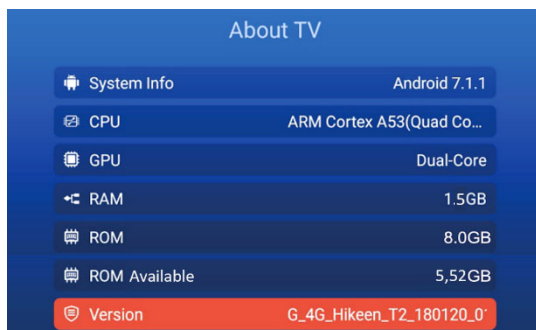 About TV
System Info Android 7.1.1
CPU ARM Cortex A53(Quad Co...
GPU Dual-Core
RAM 1.5GB
ROM 8.0GB
ROM Available 5,52GB
Version G_4G_Hikeen_T2_180120_0